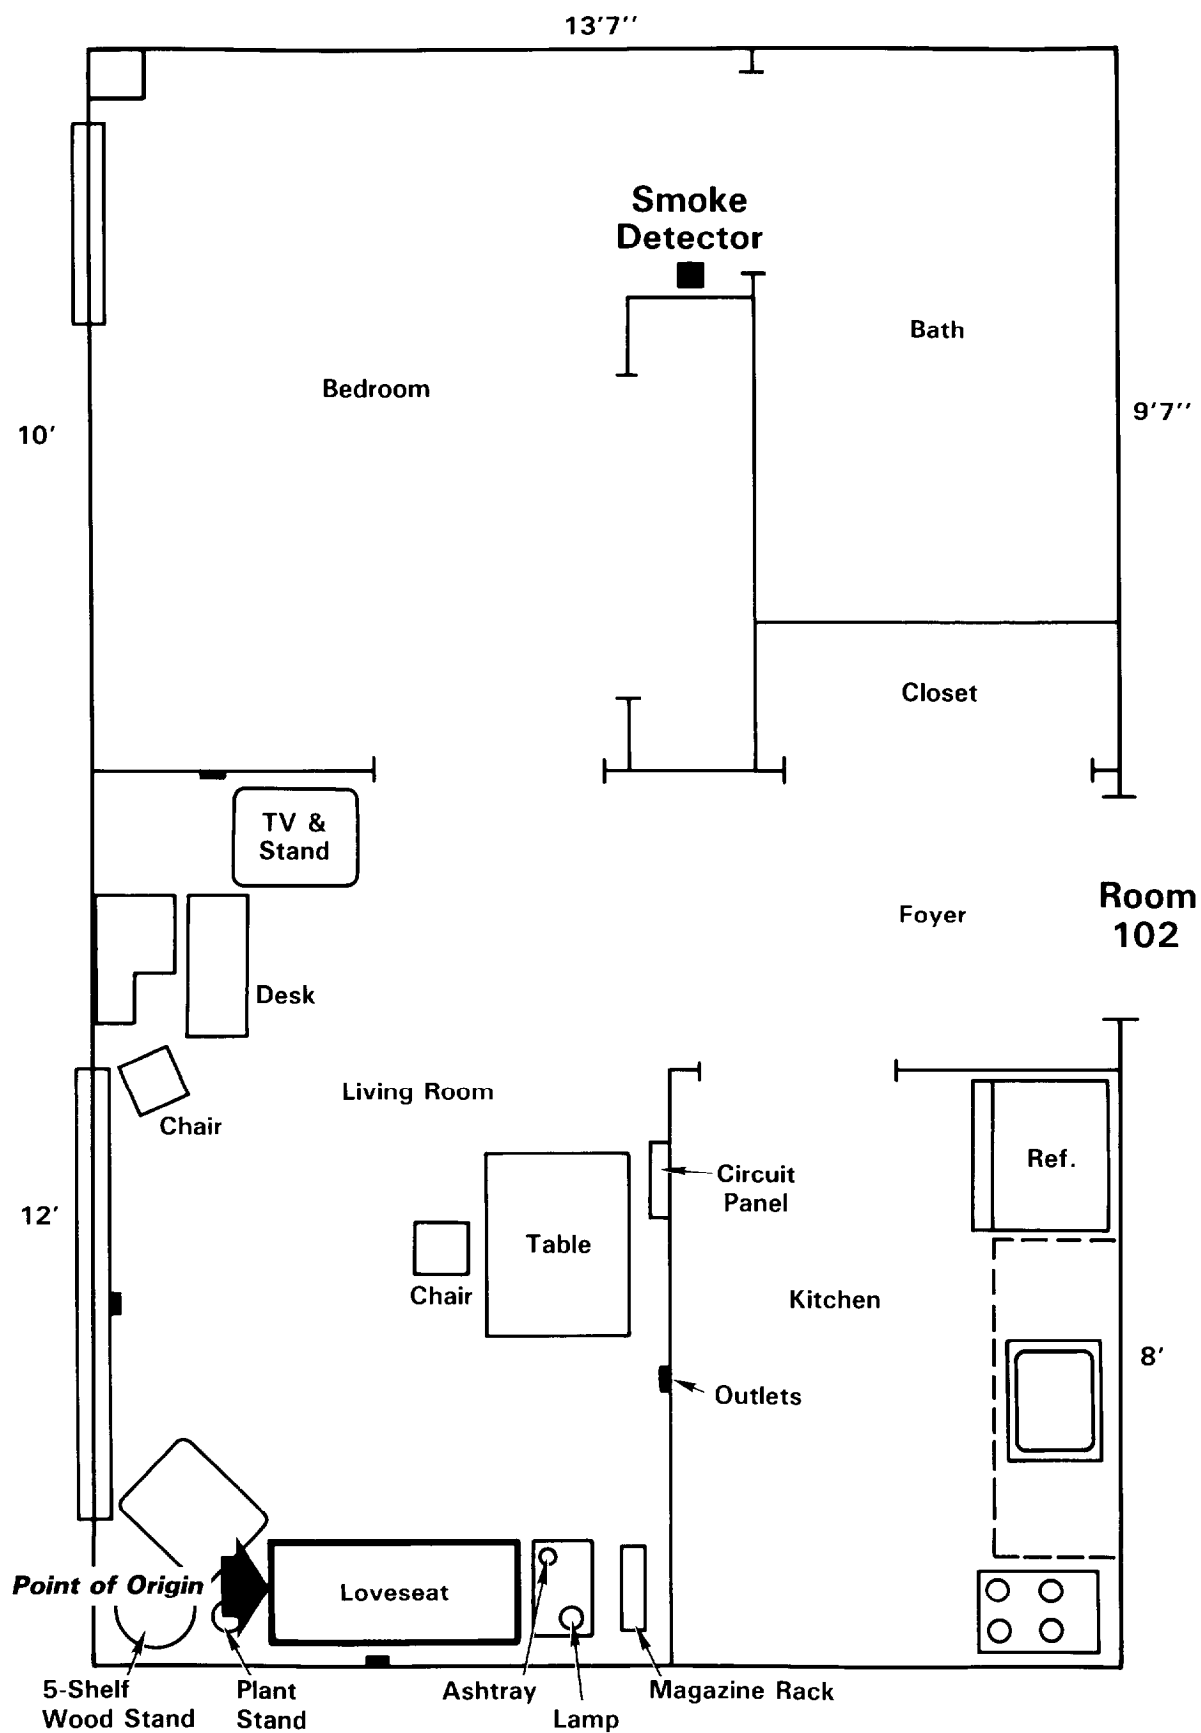 13'7''
Smoke
Detector
Bath
Bedroom
9'7''
10'
Closet
TV &
Stand
Room
102
Foyer
Desk
Living Room
Chair
Ref.
Circuit
Panel
12'
Table
Chair
Kitchen
8'
Outlets
Point of Origin
Loveseat
5-Shelf
Wood Stand
Plant
Stand
Ashtray
Magazine Rack
Lamp